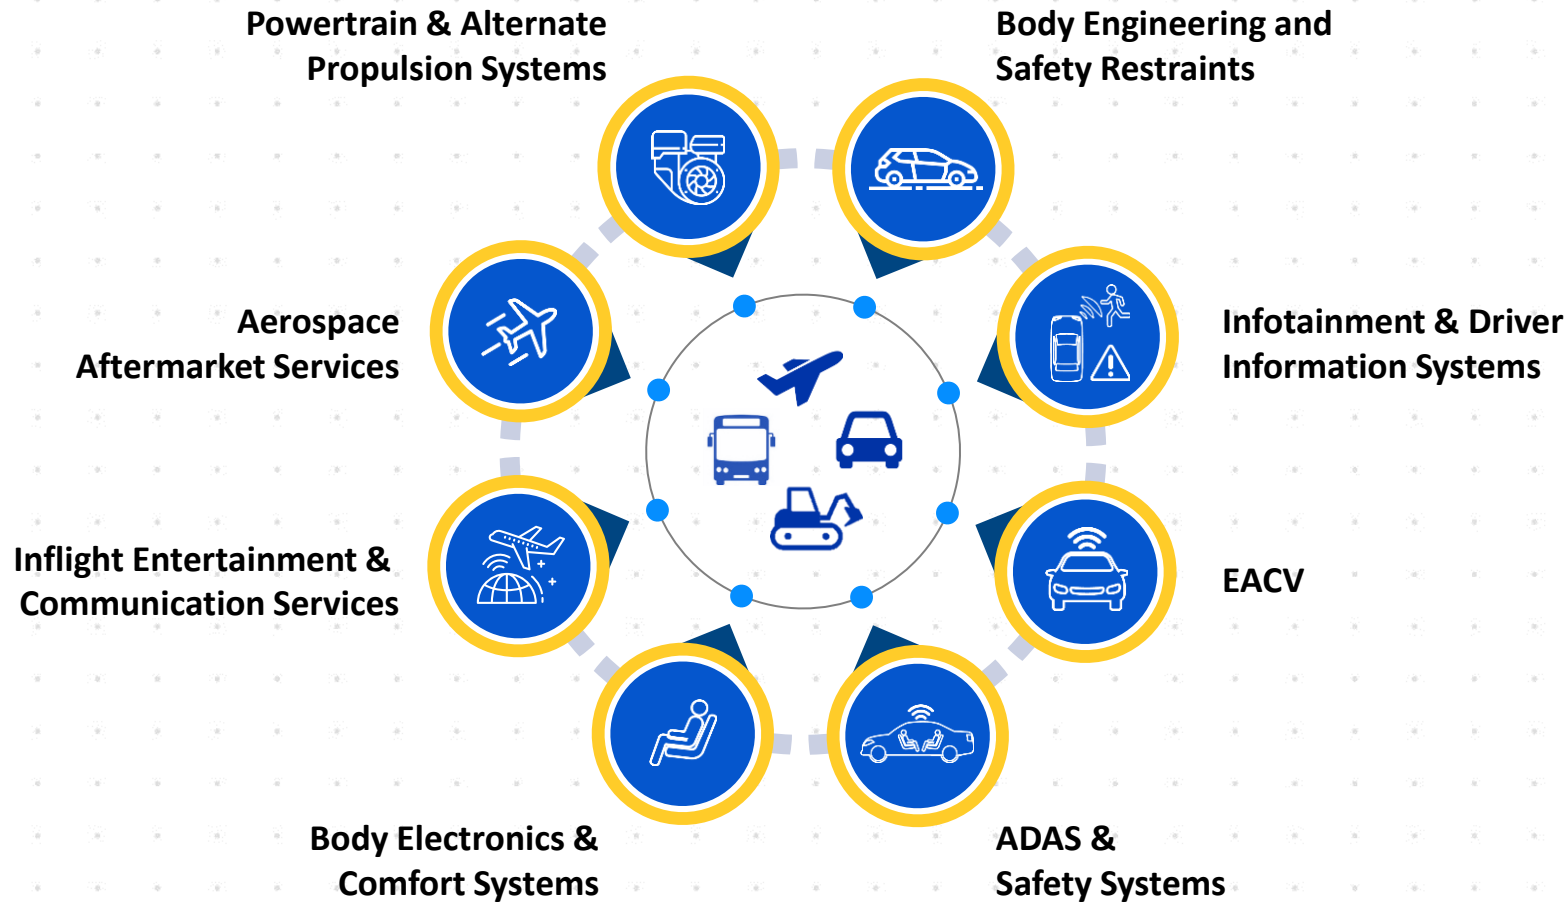 Powertrain & Alternate
Propulsion Systems
Body Engineering and
Safety Restraints
Aerospace
Aftermarket Services
Infotainment & Driver
Information Systems
Inflight Entertainment &
Communication Services
EACV
Body Electronics &
Comfort Systems
ADAS &
Safety Systems